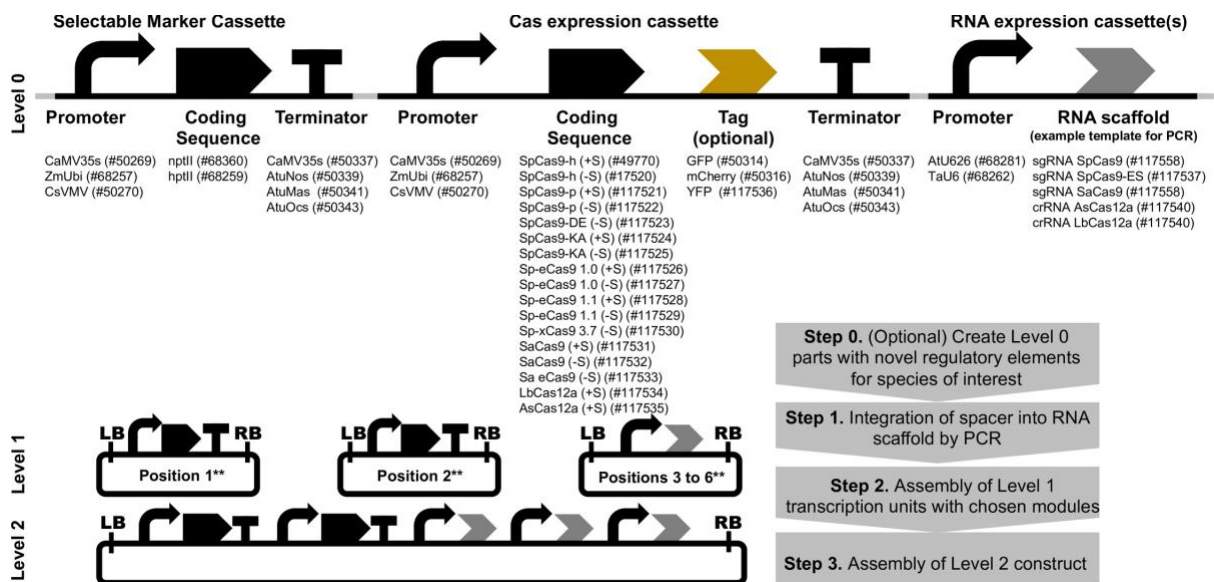 Selectable Marker Cassette
Cas expression cassette
RNA expression cassette(s)
Level 0
Promoter
CaMV35s (#50269)
ZmUbi (#68257)
CsVMV (#50270)
Coding
Sequence
nptII (#68360)
hptII (#68259)
Terminator
CaMV35s (#50337)
AtuNos (#50339)
AtuMas (#50341)
AtuOcs (#50343)
Promoter
CaMV35s (#50269)
ZmUbi (#68257)
CsVMV (#50270)
Coding
Sequence
SpCas9-h (+S) (#49770)
SpCas9-h (-S) (#17520)
SpCas9-p (+S) (#117521)
SpCas9-p (-S) (#117522)
SpCas9-DE (-S) (#117523)
SpCas9-KA (+S) (#117524)
SpCas9-KA (-S) (#117525)
Sp-eCas9 1.0 (+S) (#117526)
Sp-eCas9 1.0 (-S) (#117527)
Sp-eCas9 1.1 (+S) (#117528)
Sp-eCas9 1.1 (-S) (#117529)
Sp-xCas9 3.7 (-S) (#117530)
SaCas9 (+S) (#117531)
SaCas9 (-S) (#117532)
Sa eCas9 (-S) (#117533)
LbCas12a (+S) (#117534)
AsCas12a (+S) (#117535)
Tag
(optional)
GFP (#50314)
mCherry (#50316)
YFP (#117536)
Terminator
CaMV35s (#50337)
AtuNos (#50339)
AtuMas (#50341)
AtuOcs (#50343)
Promoter
AtU626 (#68281)
TaU6 (#68262)
RNA scaffold
(example template for PCR)
sgRNA SpCas9 (#117558)
sgRNA SpCas9-ES (#117537)
sgRNA SaCas9 (#117558)
crRNA AsCas12a (#117540)
crRNA LbCas12a (#117540)
Level 1
LB
RB
Position 1**
LB
RB
Position 2**
LB
RB
Positions 3 to 6**
Level 2
LB
RB
Step 0. (Optional) Create Level 0
parts with novel regulatory elements
for species of interest
Step 1. Integration of spacer into RNA
scaffold by PCR
Step 2. Assembly of Level 1
transcription units with chosen modules
Step 3. Assembly of Level 2 construct